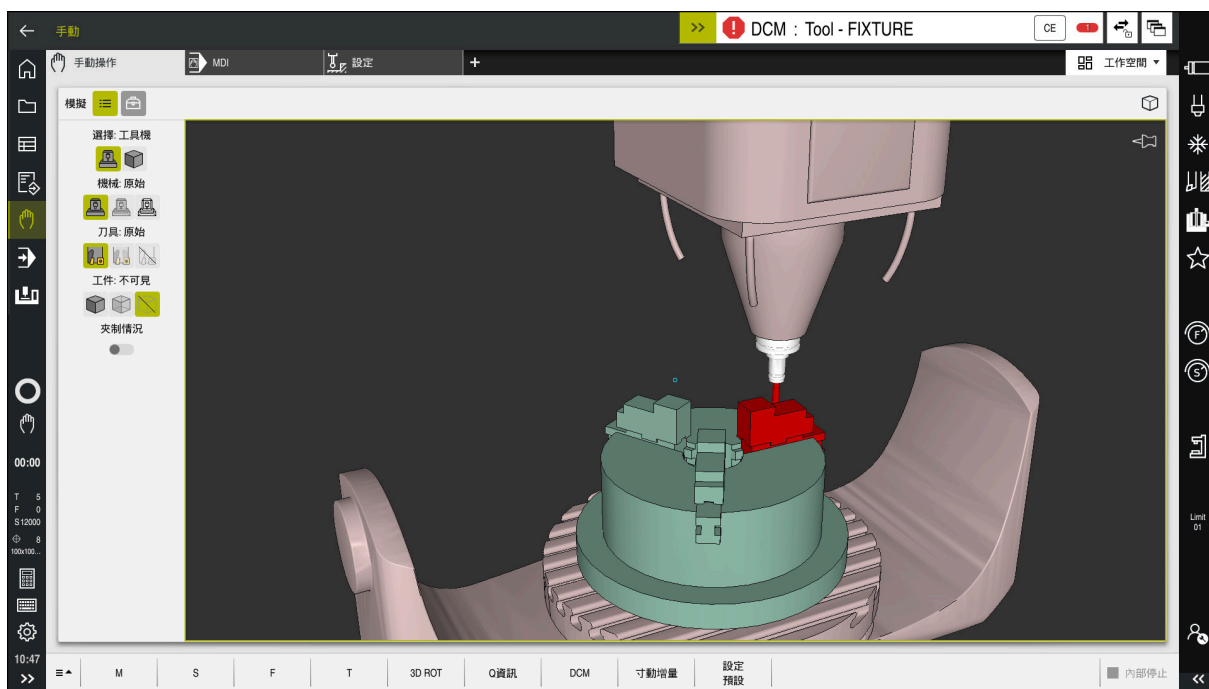 手動
DCM : Tool - FIXTURE
CE
1
手動操作
MDI
設定
+
工作空間
模擬
選擇: 工具機
機械: 原始
刀具: 原始
工件: 不可見
夾制情況
00:00
T 5
F 0
S 12000
8
100x100...
10:47
F
S
Limit
01
M
S
F
T
3D ROT
Q資訊
DCM
寸動增量
設定
預設
內部停止